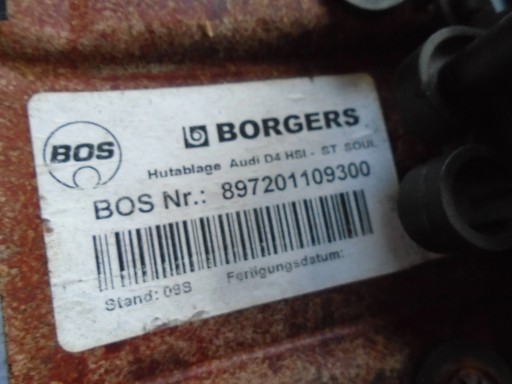 BOS
BORGERS
Hutablage Audi D4 HSI - ST SOUL
BOS Nr.: 897201109300
Stand: 09S Fertigungsdatum: